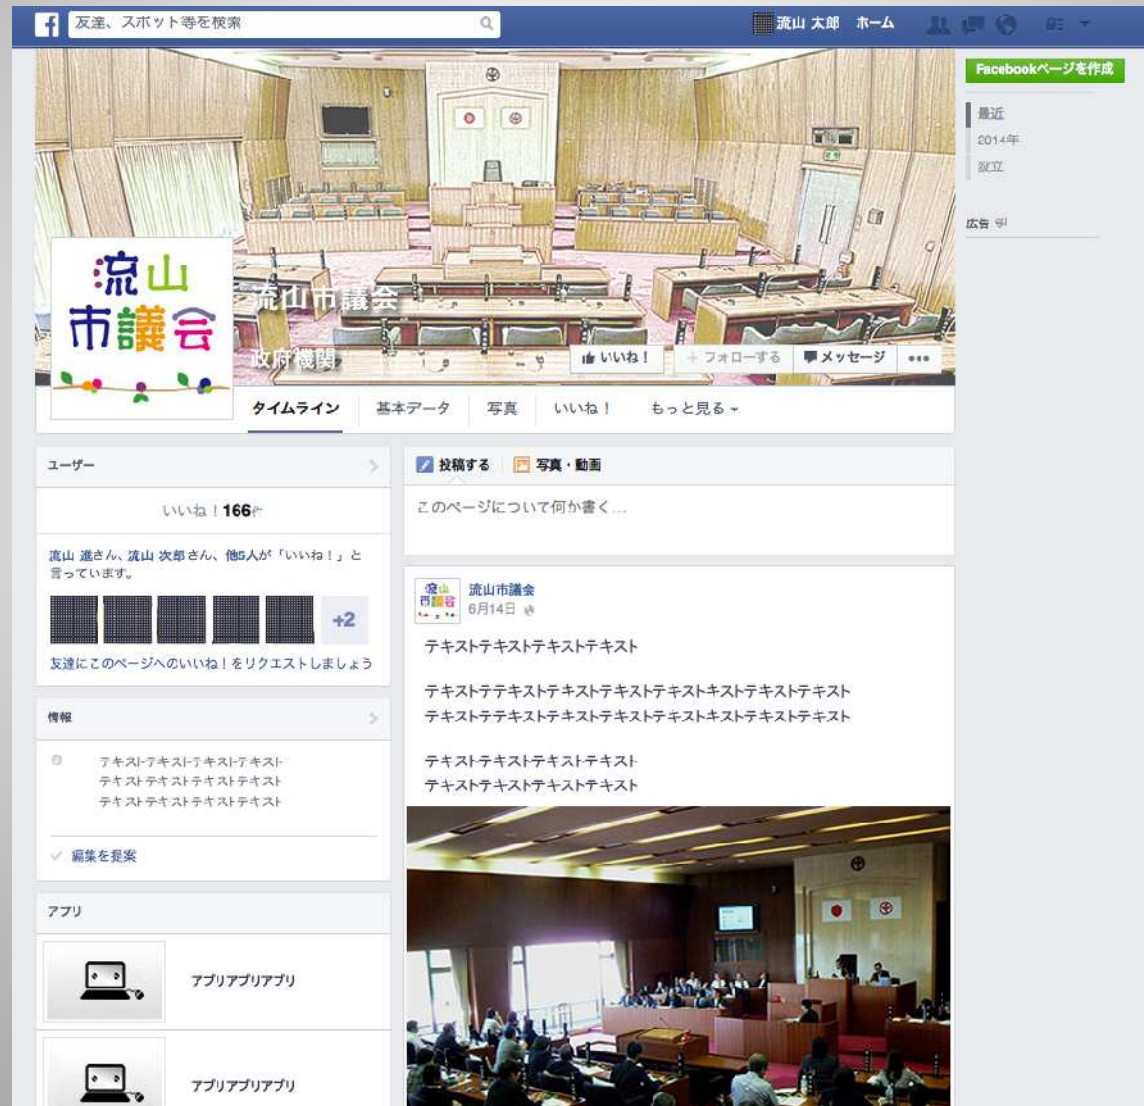 友達、スポット等を検索
流山 太郎 ホーム
Facebookページを作成
最近
2014年
設立
広告
流山
市議会
流山市議会
政府機関
いいね！
+ フォローする
メッセージ
タイムライン
基本データ
写真
いいね！
もっと見る
ユーザー
いいね！166件
流山 進さん、流山 次郎さん、他5人が「いいね！」と
言っています。
+2
友達にこのページへのいいね！をリクエストしましょう
情報
テキストテキストテキストテキスト
テキストテキストテキストテキスト
テキストテキストテキストテキスト
編集を提案
アプリ
アプリアプリアプリ
アプリアプリアプリ
投稿する
写真・動画
このページについて何か書く...
流山
市議会
流山市議会
6月14日
テキストテキストテキストテキスト
テキストテテキストテキストテキストテキストキストテキストテキスト
テキストテテキストテキストテキストテキストキストテキストテキスト
テキストテキストテキストテキスト
テキストテキストテキストテキスト